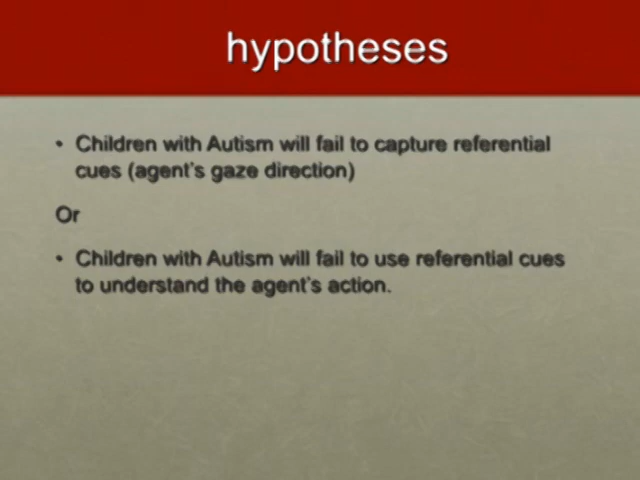 hypotheses
• Children with Autism will fail to capture referential
cues (agent's gaze direction)
Or
• Children with Autism will fail to use referential cues
to understand the agent's action.